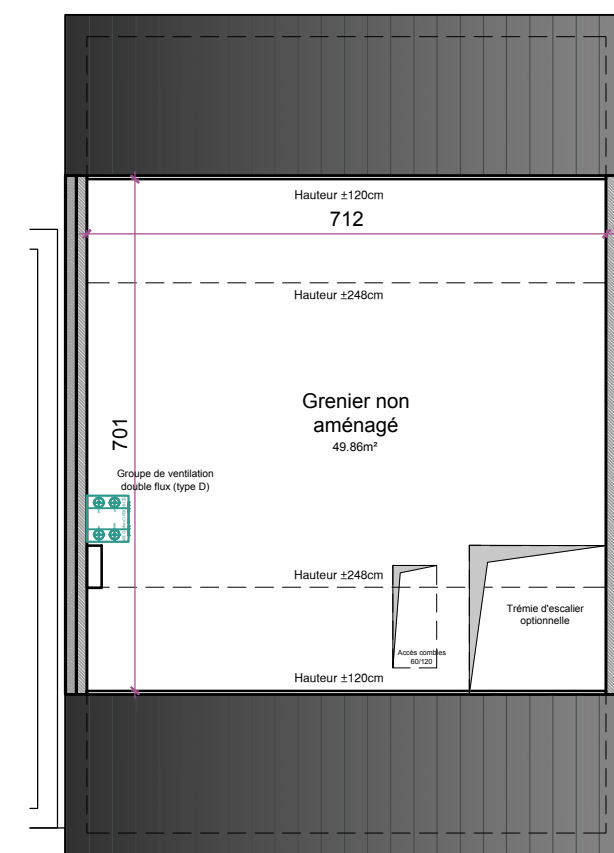 Hauteur ±120cm
712
Hauteur ±248cm
Grenier non
aménagé
49.86m²
701
Groupe de ventilation
double flux (type D)
Hauteur ±248cm
Trémie d'escalier
optionnelle
Accès combles
60/120
Hauteur ±120cm